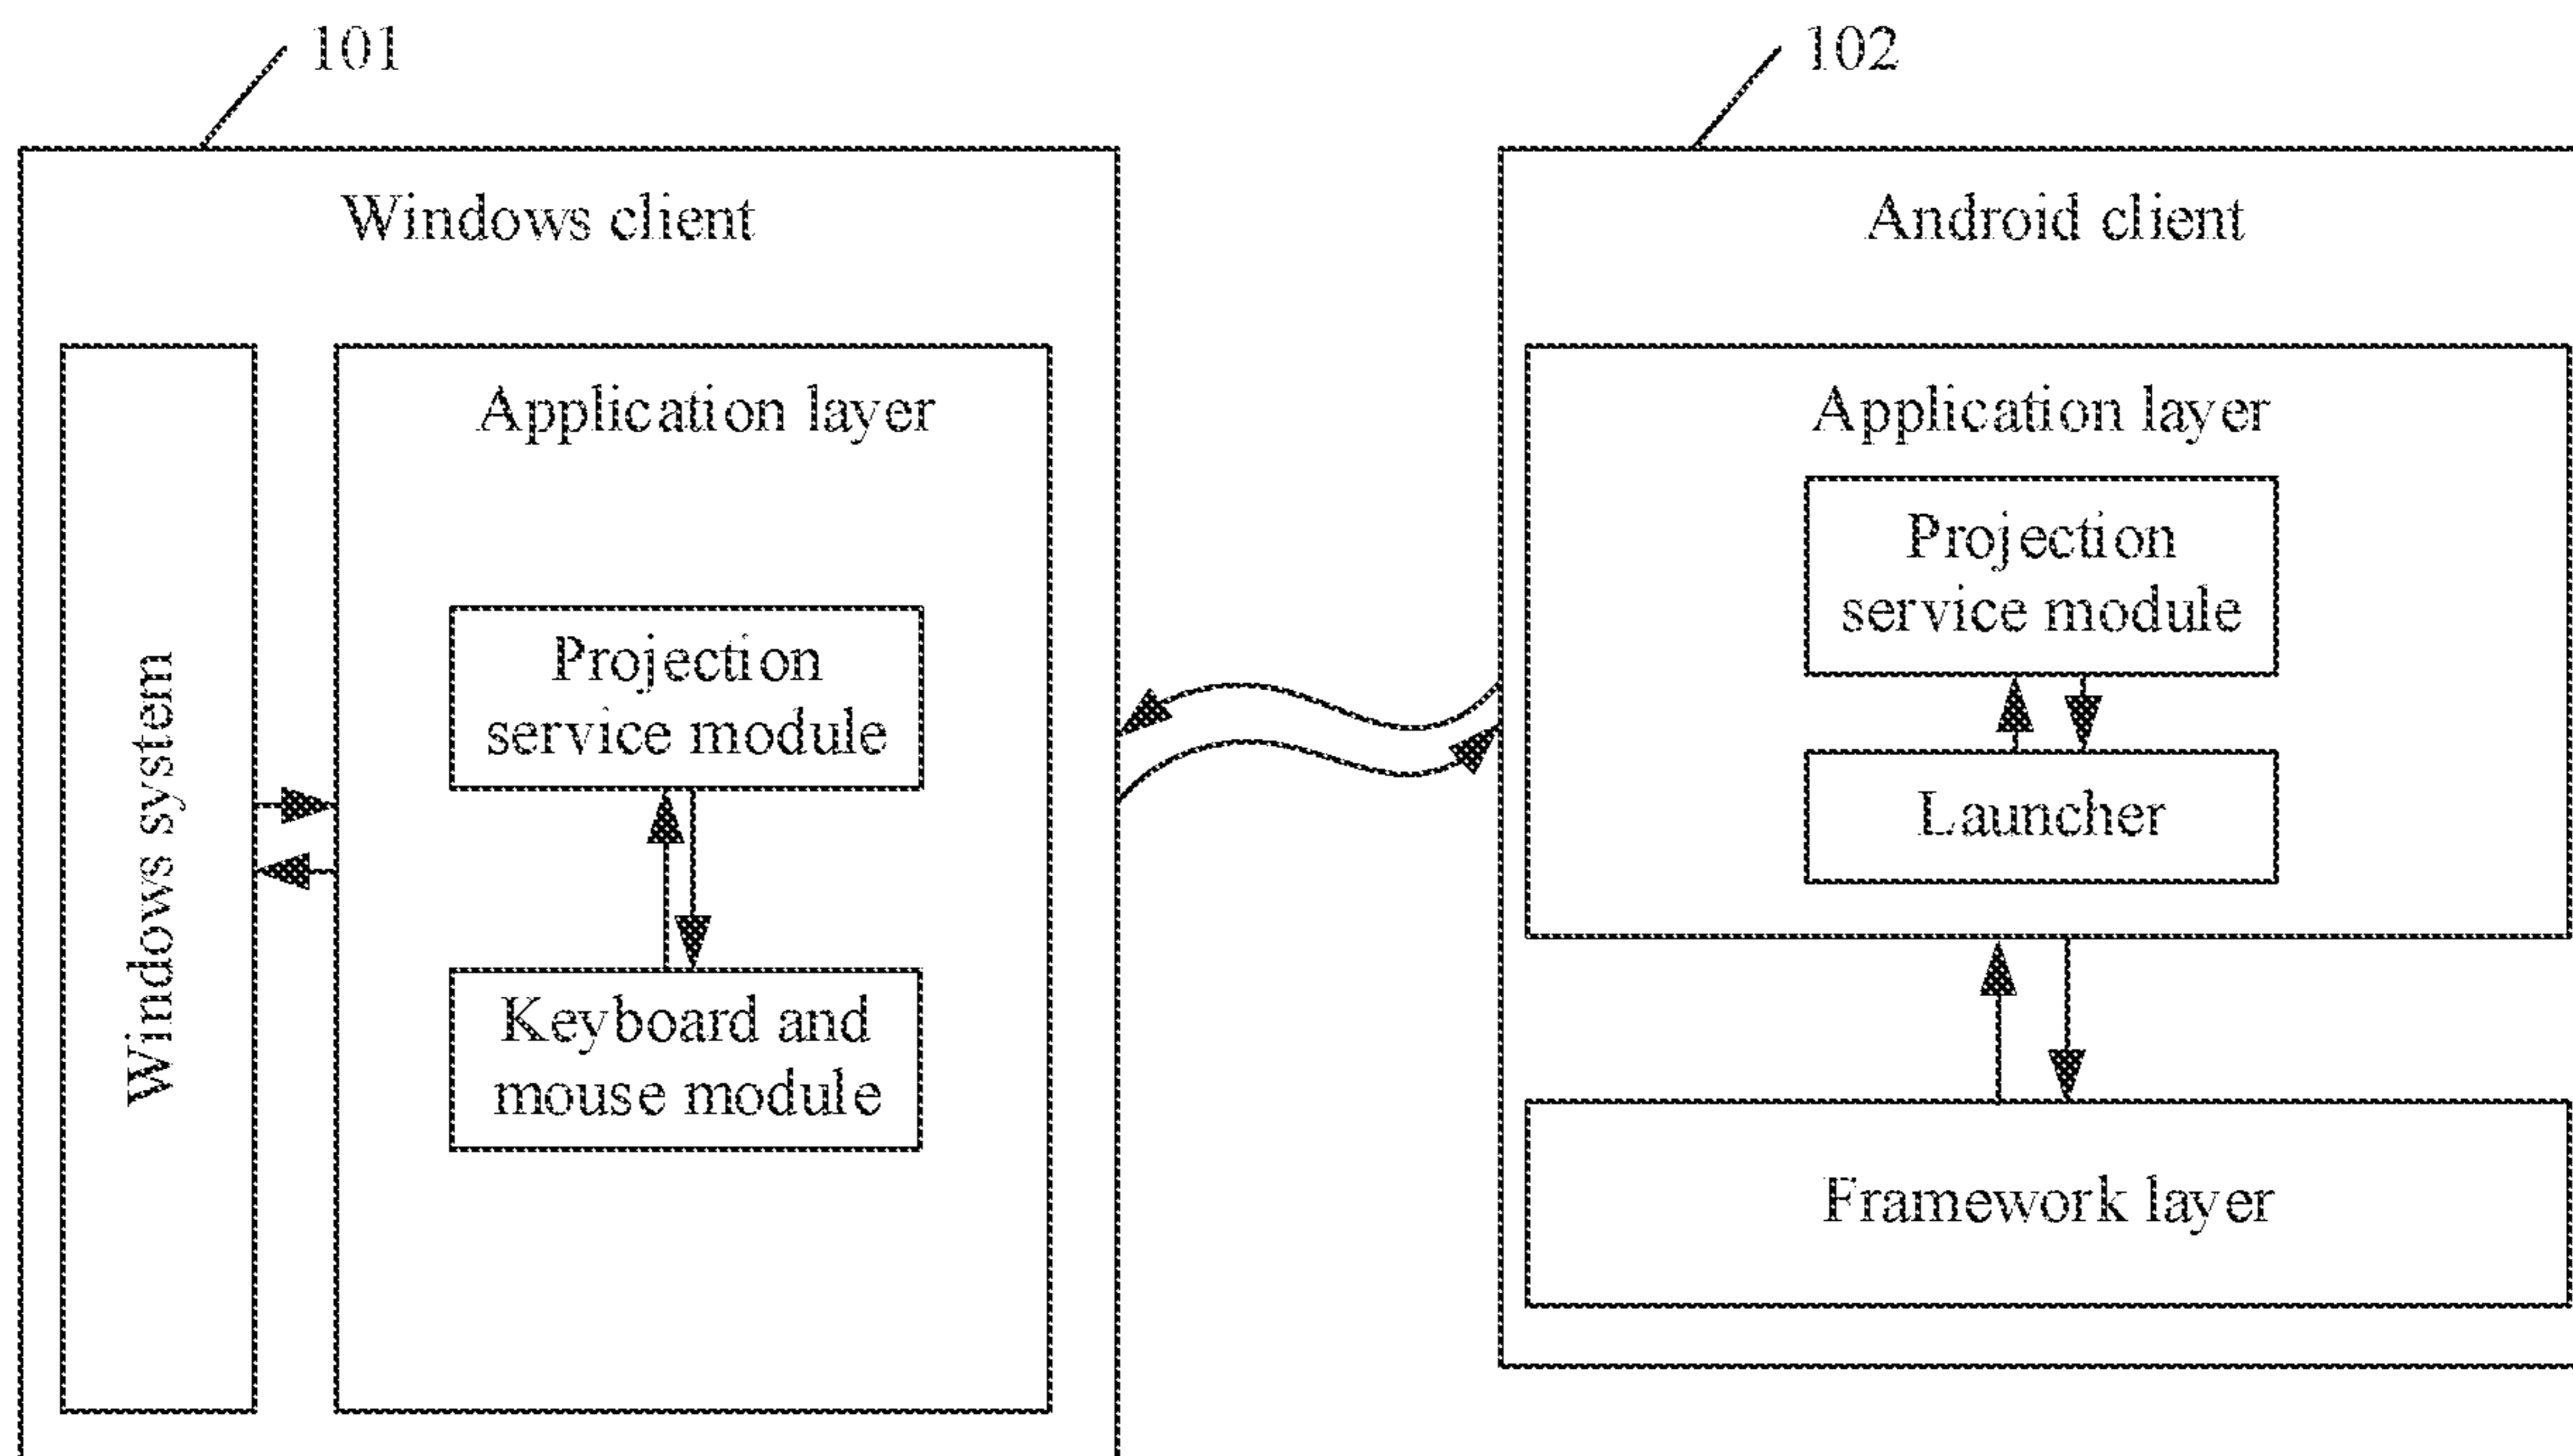 101
Windows client
Windows system
Application layer
Projection
service module
Keyboard and
mouse module
102
Android client
Application layer
Projection
service module
Launcher
Framework layer